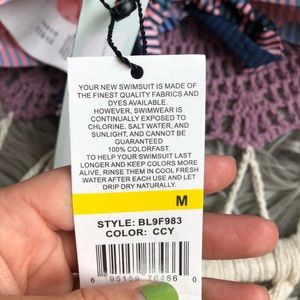 YOUR NEW SWIMSUIT IS MADE OF
THE FINEST QUALITY FABRICS AND
DYES AVAILABLE.
HOWEVER, SWIMWEAR IS
CONTINUALLY EXPOSED TO
CHLORINE, SALT WATER, AND
SUNLIGHT, AND CANNOT BE
GUARANTEED
100% COLORFAST.
TO HELP YOUR SWIMSUIT LAST
LONGER AND KEEP COLORS MORE
ALIVE, RINSE THEM IN COOL FRESH
WATER AFTER EACH USE AND LET
DRIP DRY NATURALLY.
M
STYLE: BL9F983
COLOR: CCY